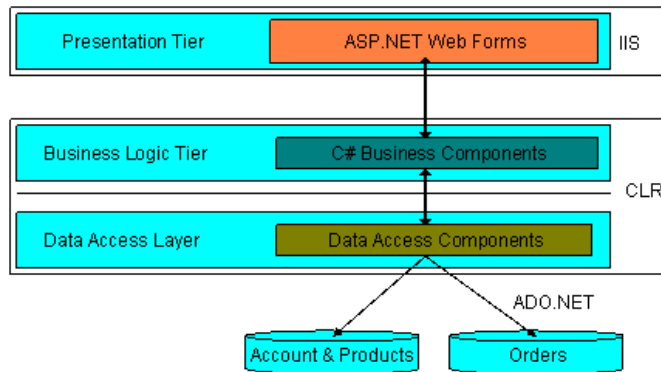 Presentation Tier
ASP.NET Web Forms
IIS
Business Logic Tier
C# Business Components
CLR
Data Access Layer
Data Access Components
ADO.NET
Account & Products
Orders